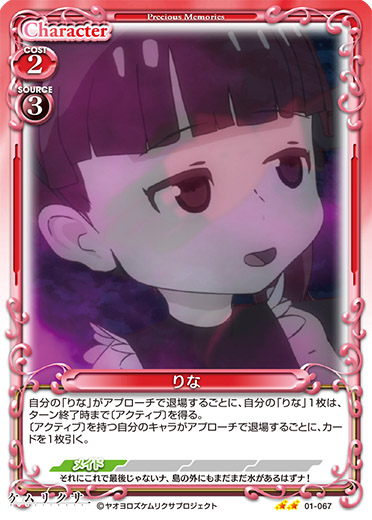 Precious Memories
Character
COST
2
SOURCE
3
りな
自分の「りな」がアプローチで退場するごとに、自分の「りな」1枚は、
ターン終了時まで〔アクティブ〕を得る。
〔アクティブ〕を持つ自分のキャラがアプローチで退場するごとに、カー
ドを1枚引く。
メイド
それにこれで最後じゃないナ、島の外にもまだまだ水があるはずナ！
ケムリクサ
©ヤオヨロズケムリクサプロジェクト
01-067